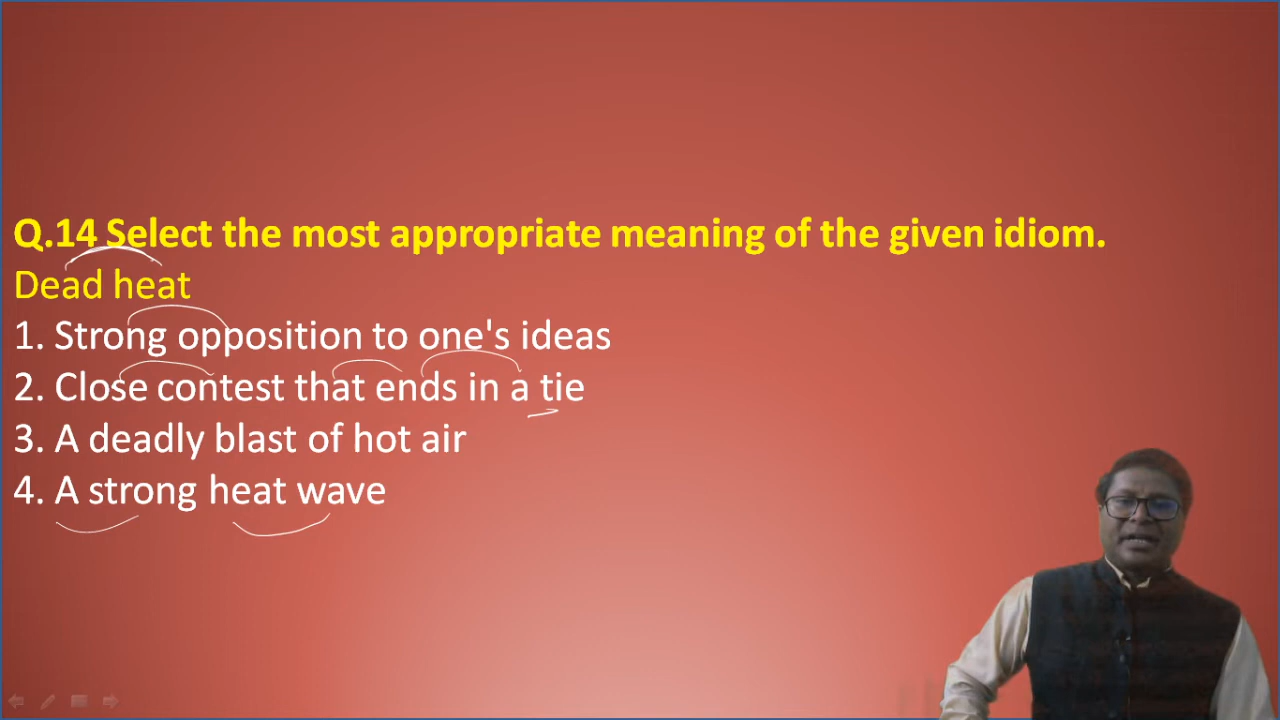 Q.14 Select the most appropriate meaning of the given idiom.
Dead heat
1. Strong opposition to one's ideas
2. Close contest that ends in a tie
3. A deadly blast of hot air
4. A strong heat wave